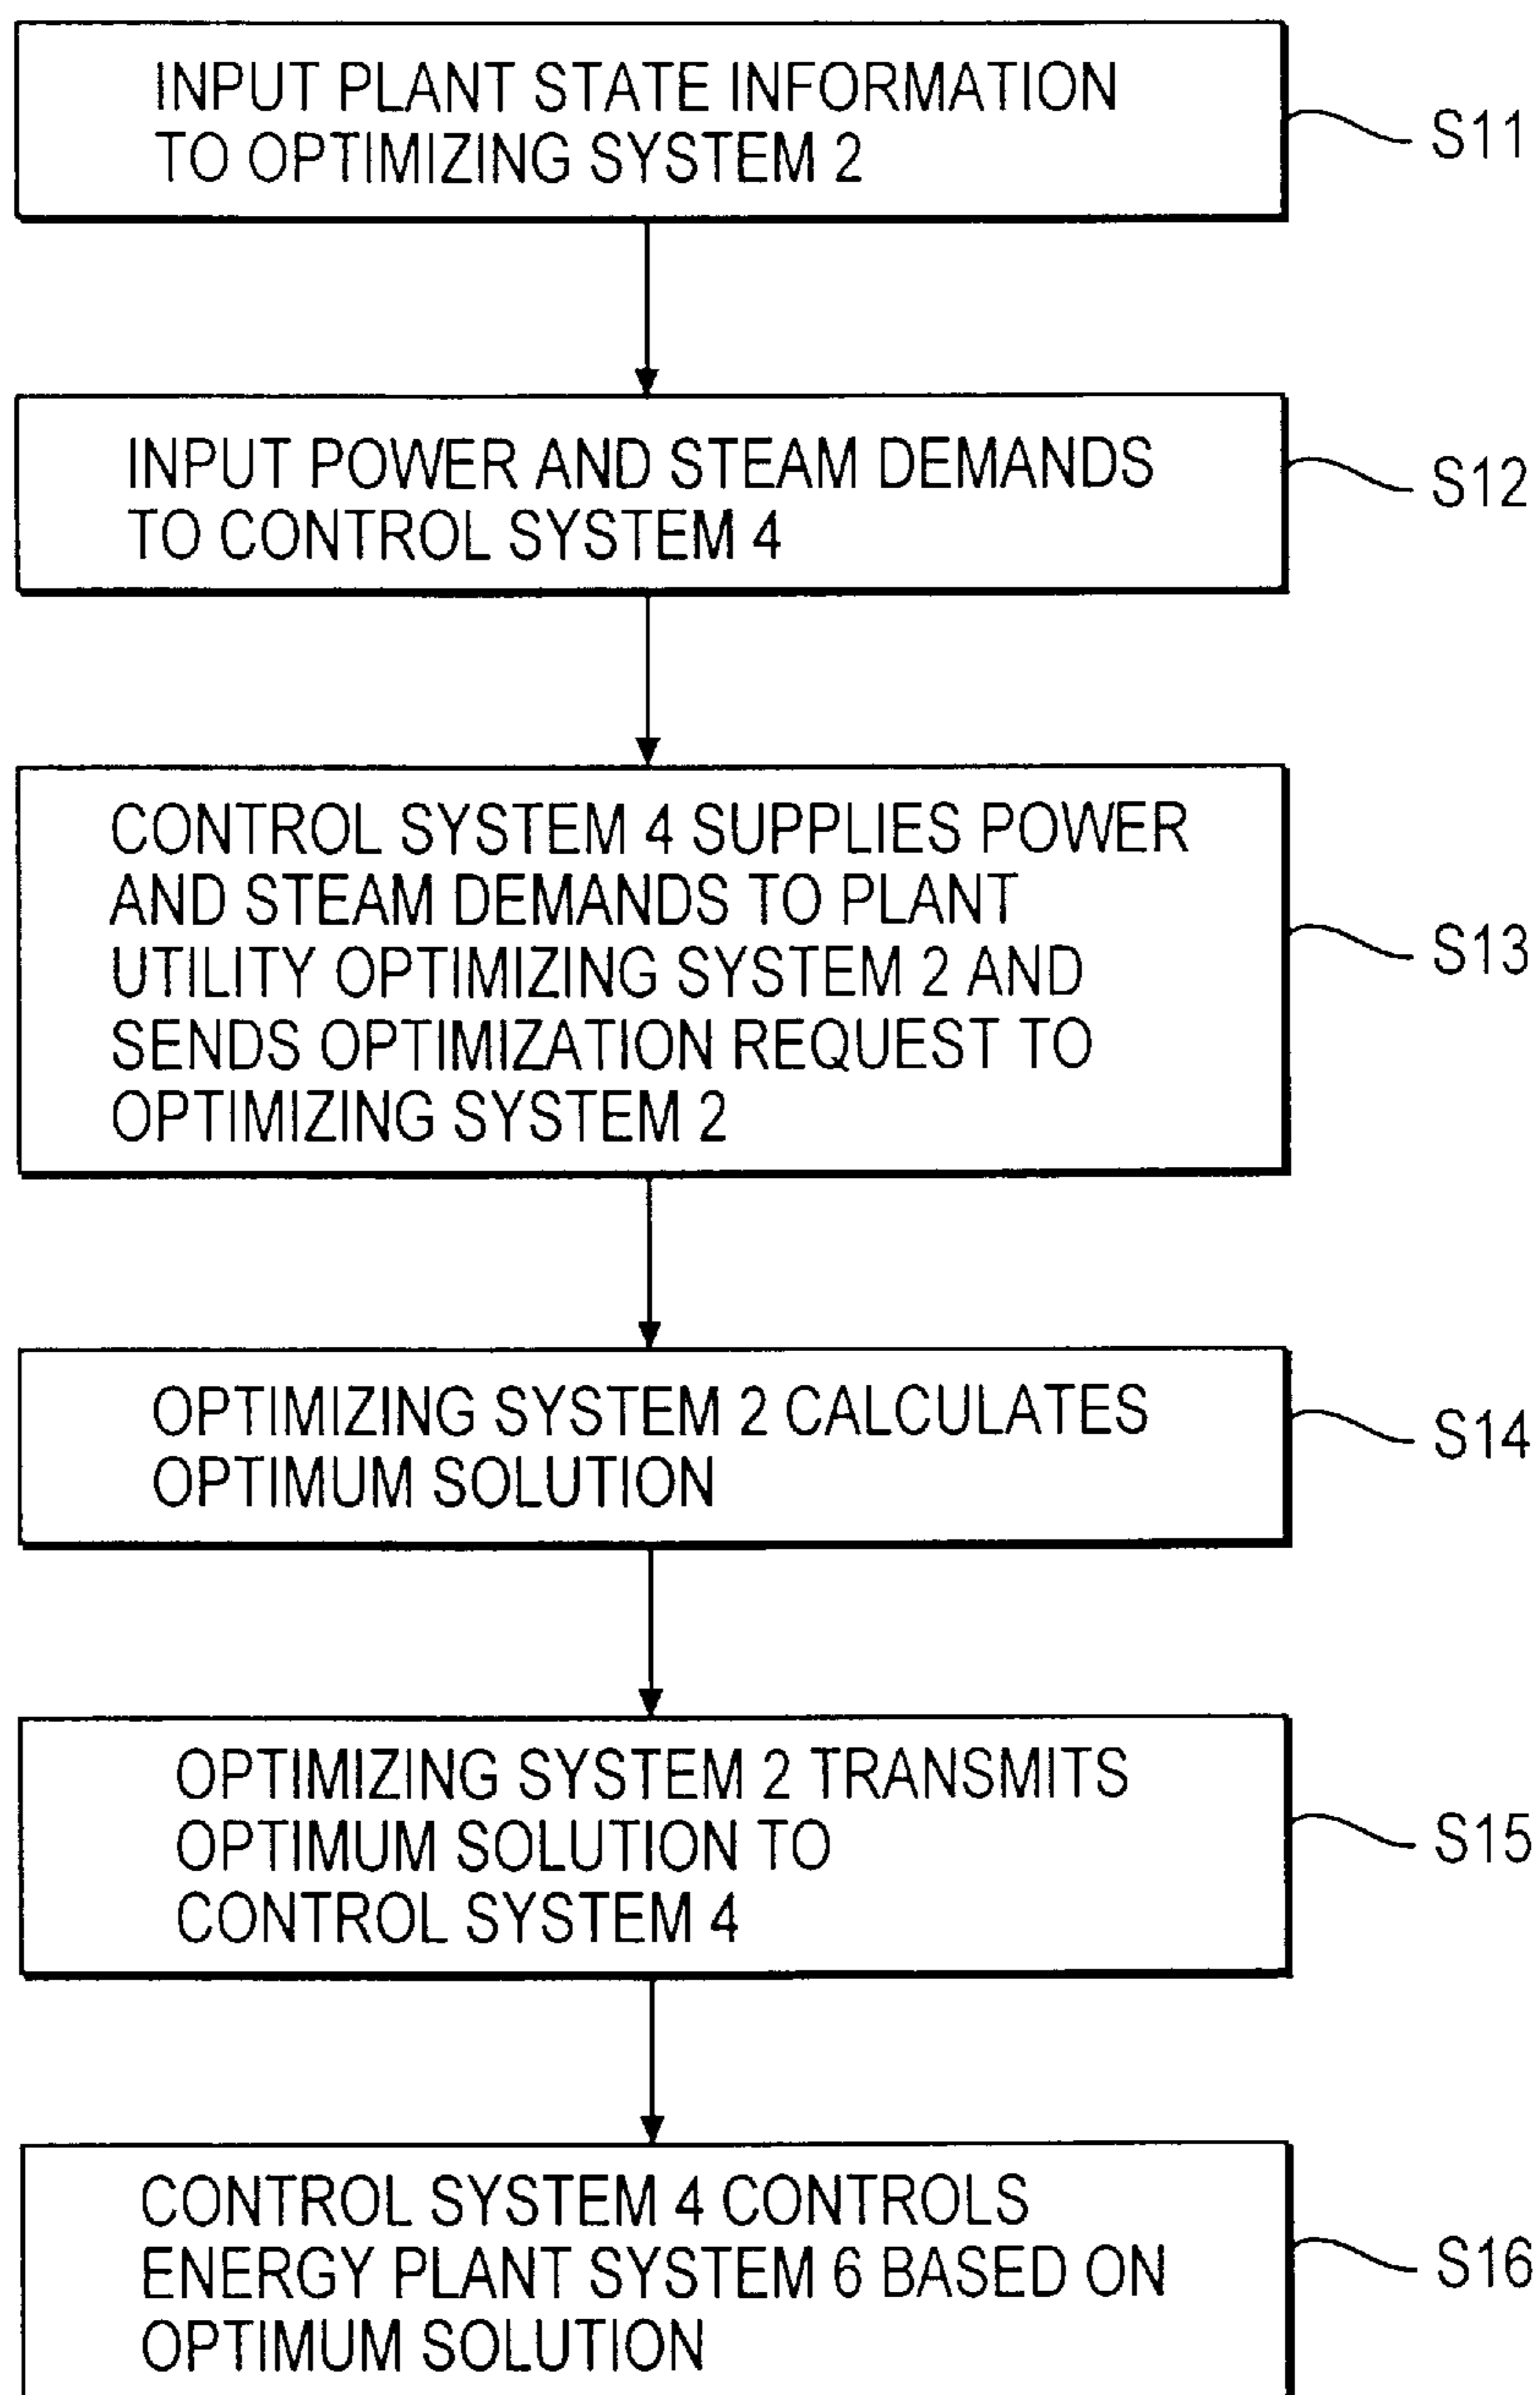 INPUT PLANT STATE INFORMATION
TO OPTIMIZING SYSTEM 2
S11
INPUT POWER AND STEAM DEMANDS
TO CONTROL SYSTEM 4
S12
CONTROL SYSTEM 4 SUPPLIES POWER
AND STEAM DEMANDS TO PLANT
UTILITY OPTIMIZING SYSTEM 2 AND
SENDS OPTIMIZATION REQUEST TO
OPTIMIZING SYSTEM 2
S13
OPTIMIZING SYSTEM 2 CALCULATES
OPTIMUM SOLUTION
S14
OPTIMIZING SYSTEM 2 TRANSMITS
OPTIMUM SOLUTION TO
CONTROL SYSTEM 4
S15
CONTROL SYSTEM 4 CONTROLS
ENERGY PLANT SYSTEM 6 BASED ON
OPTIMUM SOLUTION
S16